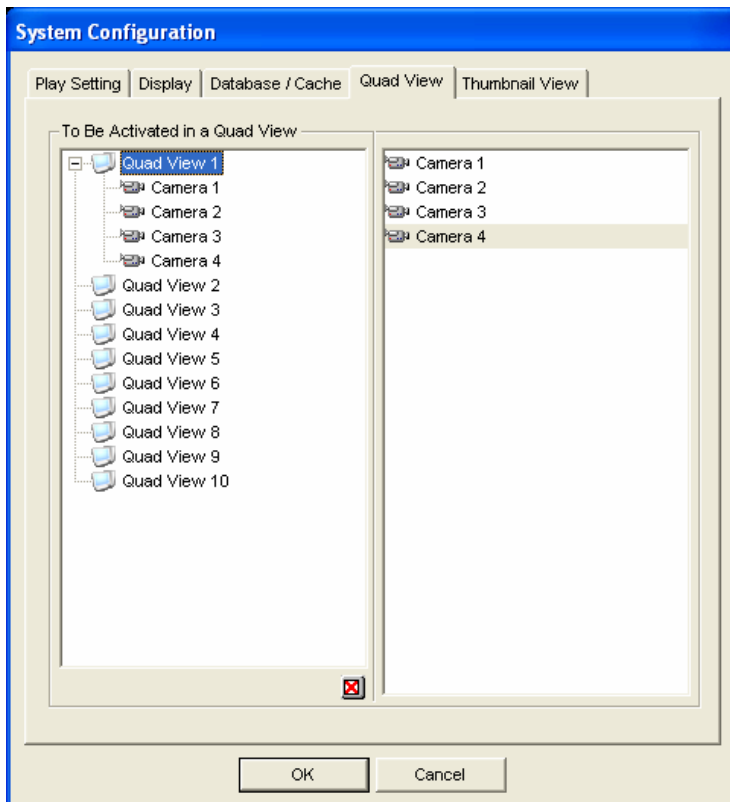 System Configuration
Play Setting Display Database / Cache Quad View Thumbnail View
To Be Activated in a Quad View
Quad View 1
Camera 1
Camera 2
Camera 3
Camera 4
Quad View 2
Quad View 3
Quad View 4
Quad View 5
Quad View 6
Quad View 7
Quad View 8
Quad View 9
Quad View 10
Camera 1
Camera 2
Camera 3
Camera 4
OK Cancel